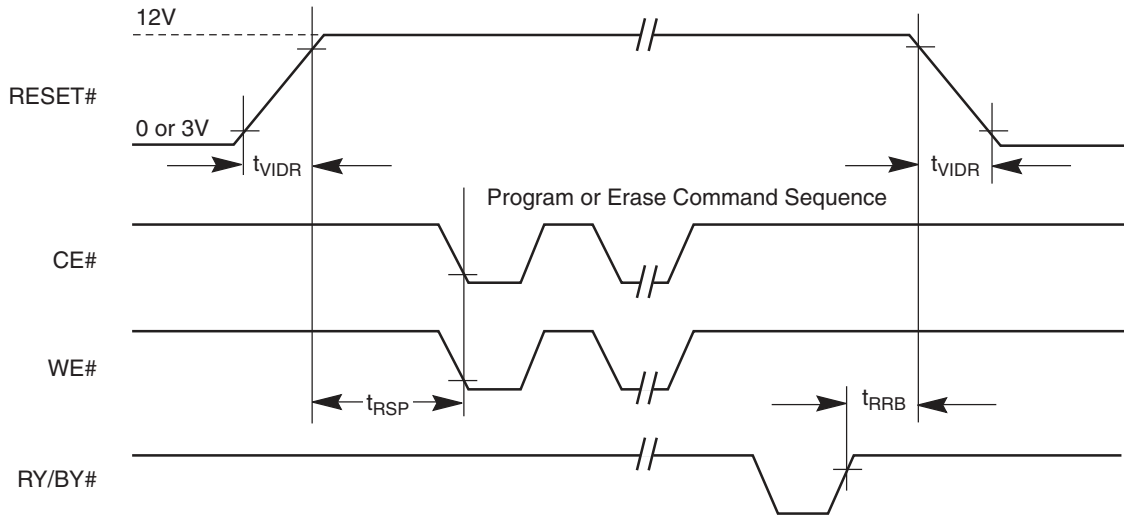 12V
RESET#
0 or 3V
tVIDR
tVIDR
Program or Erase Command Sequence
CE#
WE#
tRSP
tRRB
RY/BY#